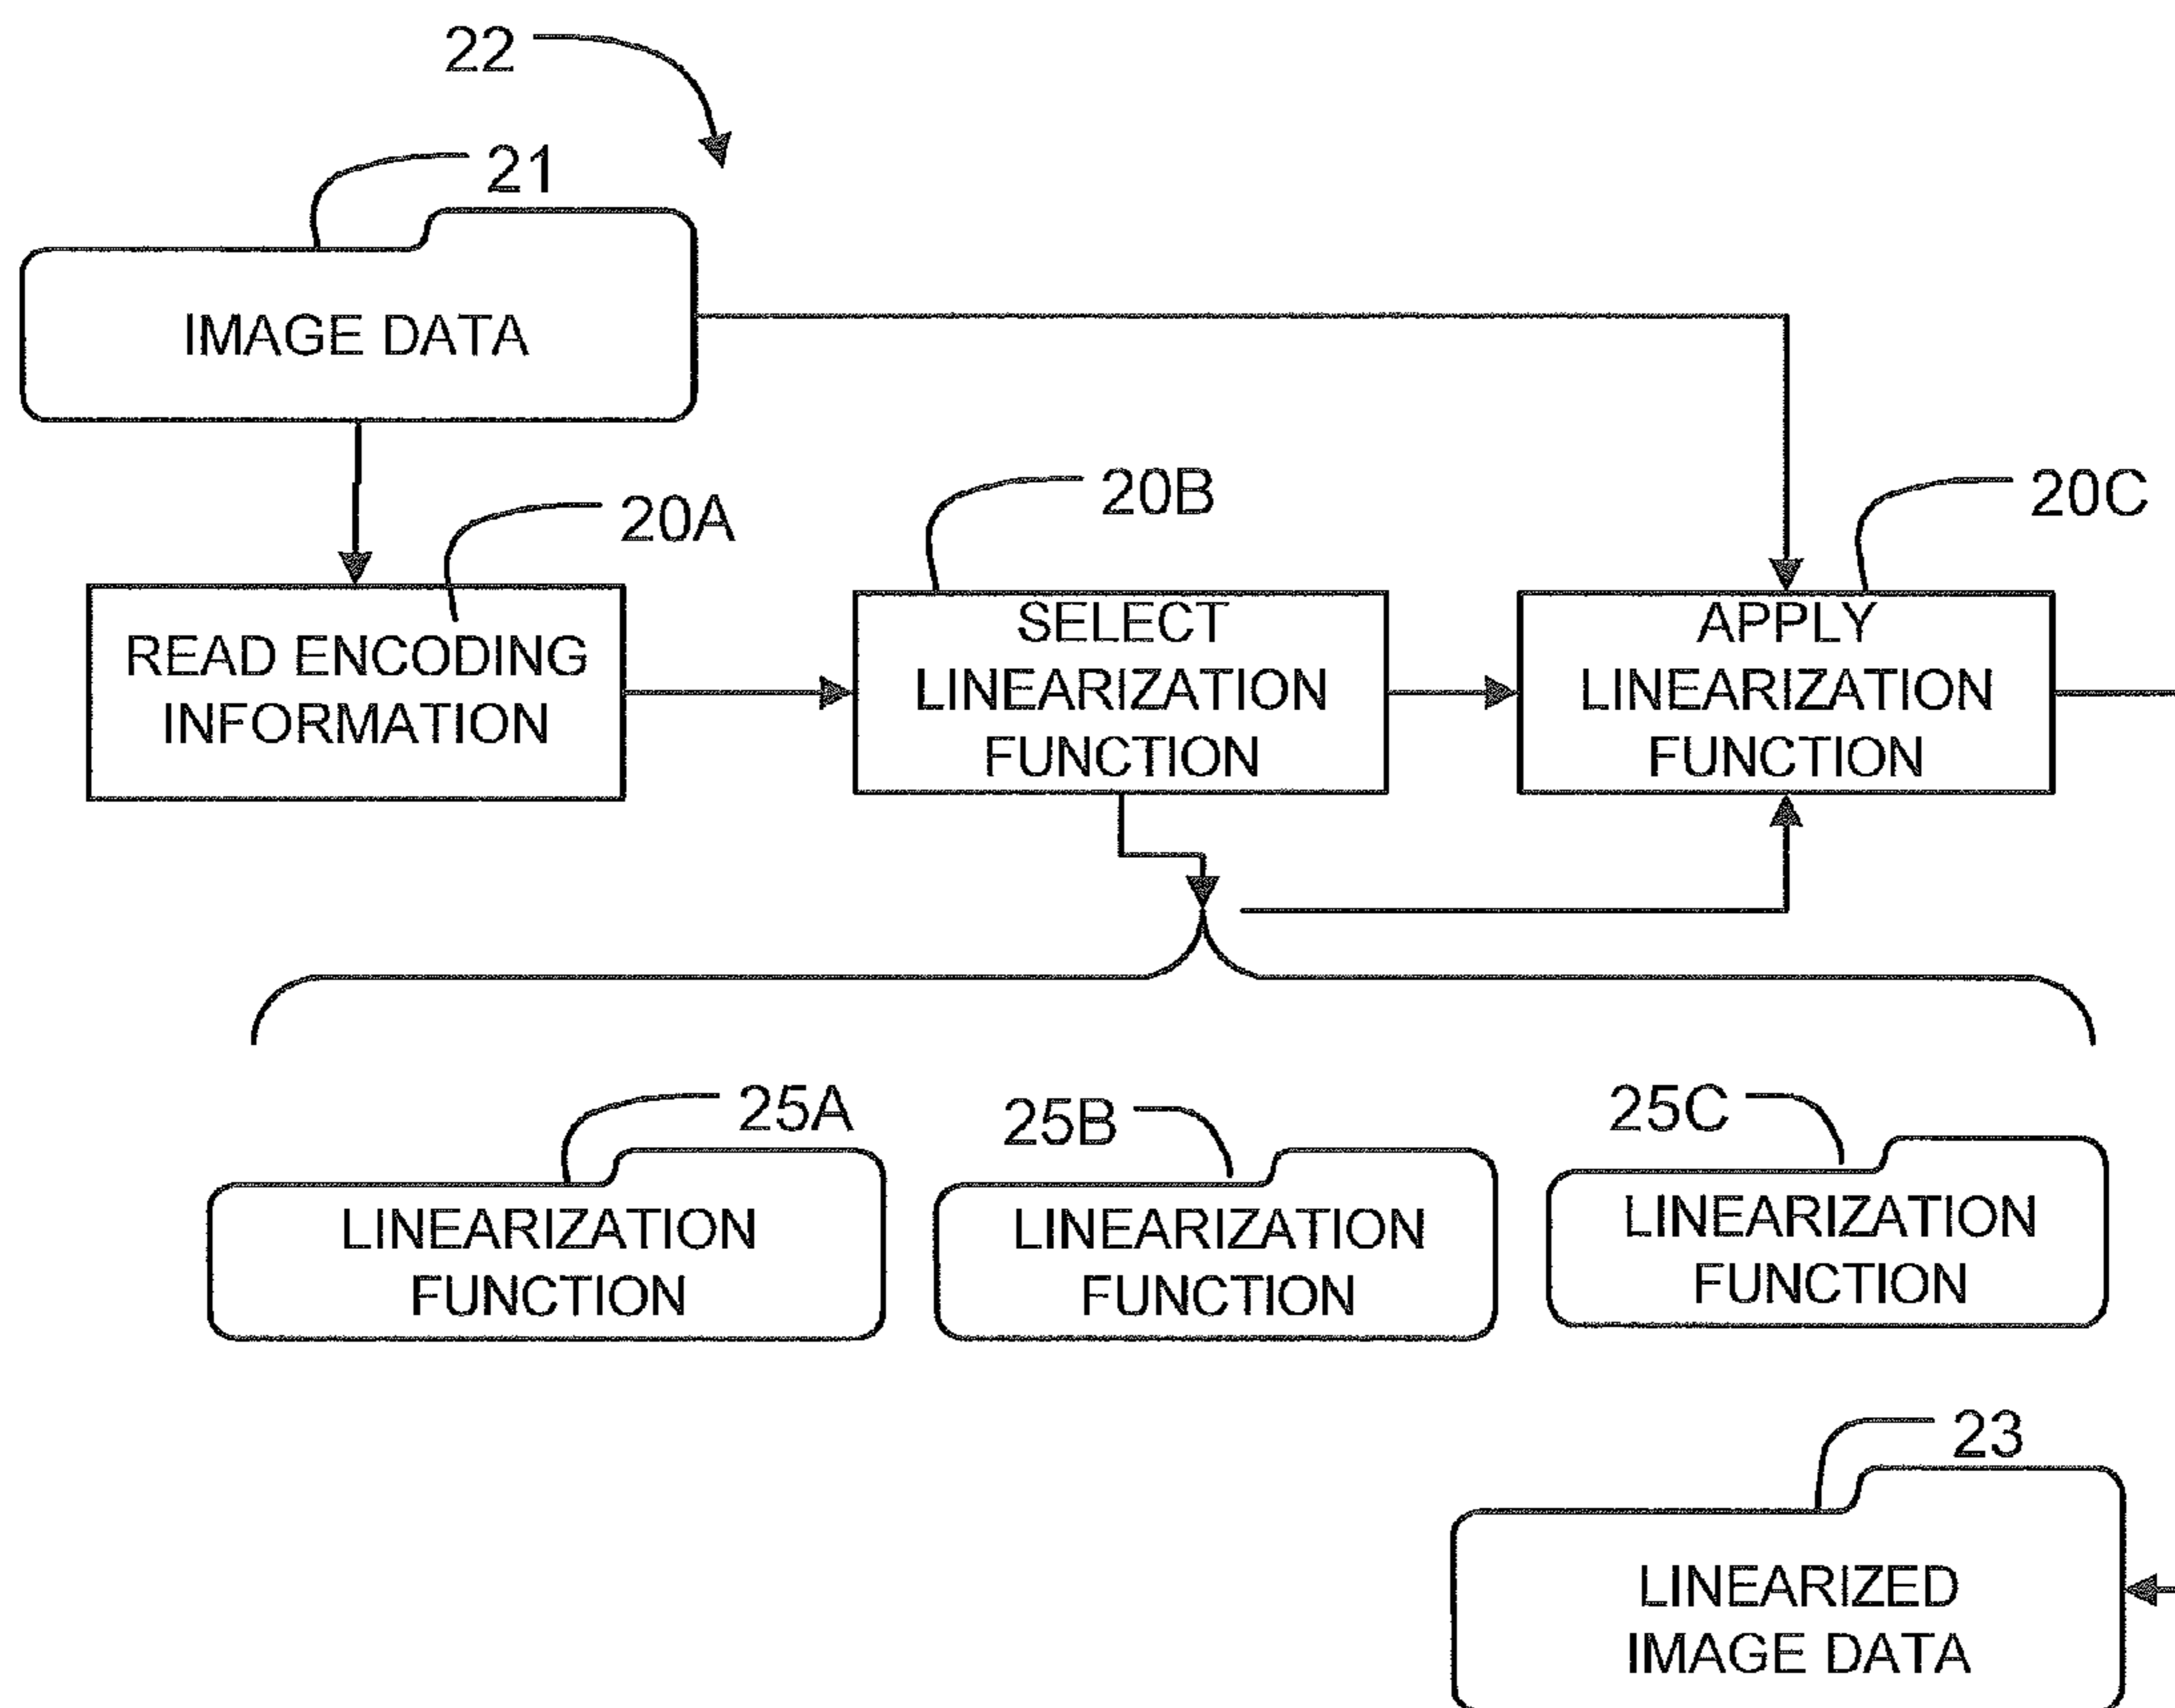 22
21
IMAGE DATA
20A
20B
20C
READ ENCODING
INFORMATION
SELECT
LINEARIZATION
FUNCTION
APPLY
LINEARIZATION
FUNCTION
25A
25B
25C
LINEARIZATION
FUNCTION
LINEARIZATION
FUNCTION
LINEARIZATION
FUNCTION
23
LINEARIZED
IMAGE DATA